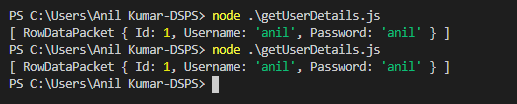 PS C:\Users\Anil Kumar-DSPS> node .\getUserDetails.js
[ RowDataPacket { Id: 1, Username: 'anil', Password: 'anil' } ]
PS C:\Users\Anil Kumar-DSPS> node .\getUserDetails.js
[ RowDataPacket { Id: 1, Username: 'anil', Password: 'anil' } ]
PS C:\Users\Anil Kumar-DSPS>